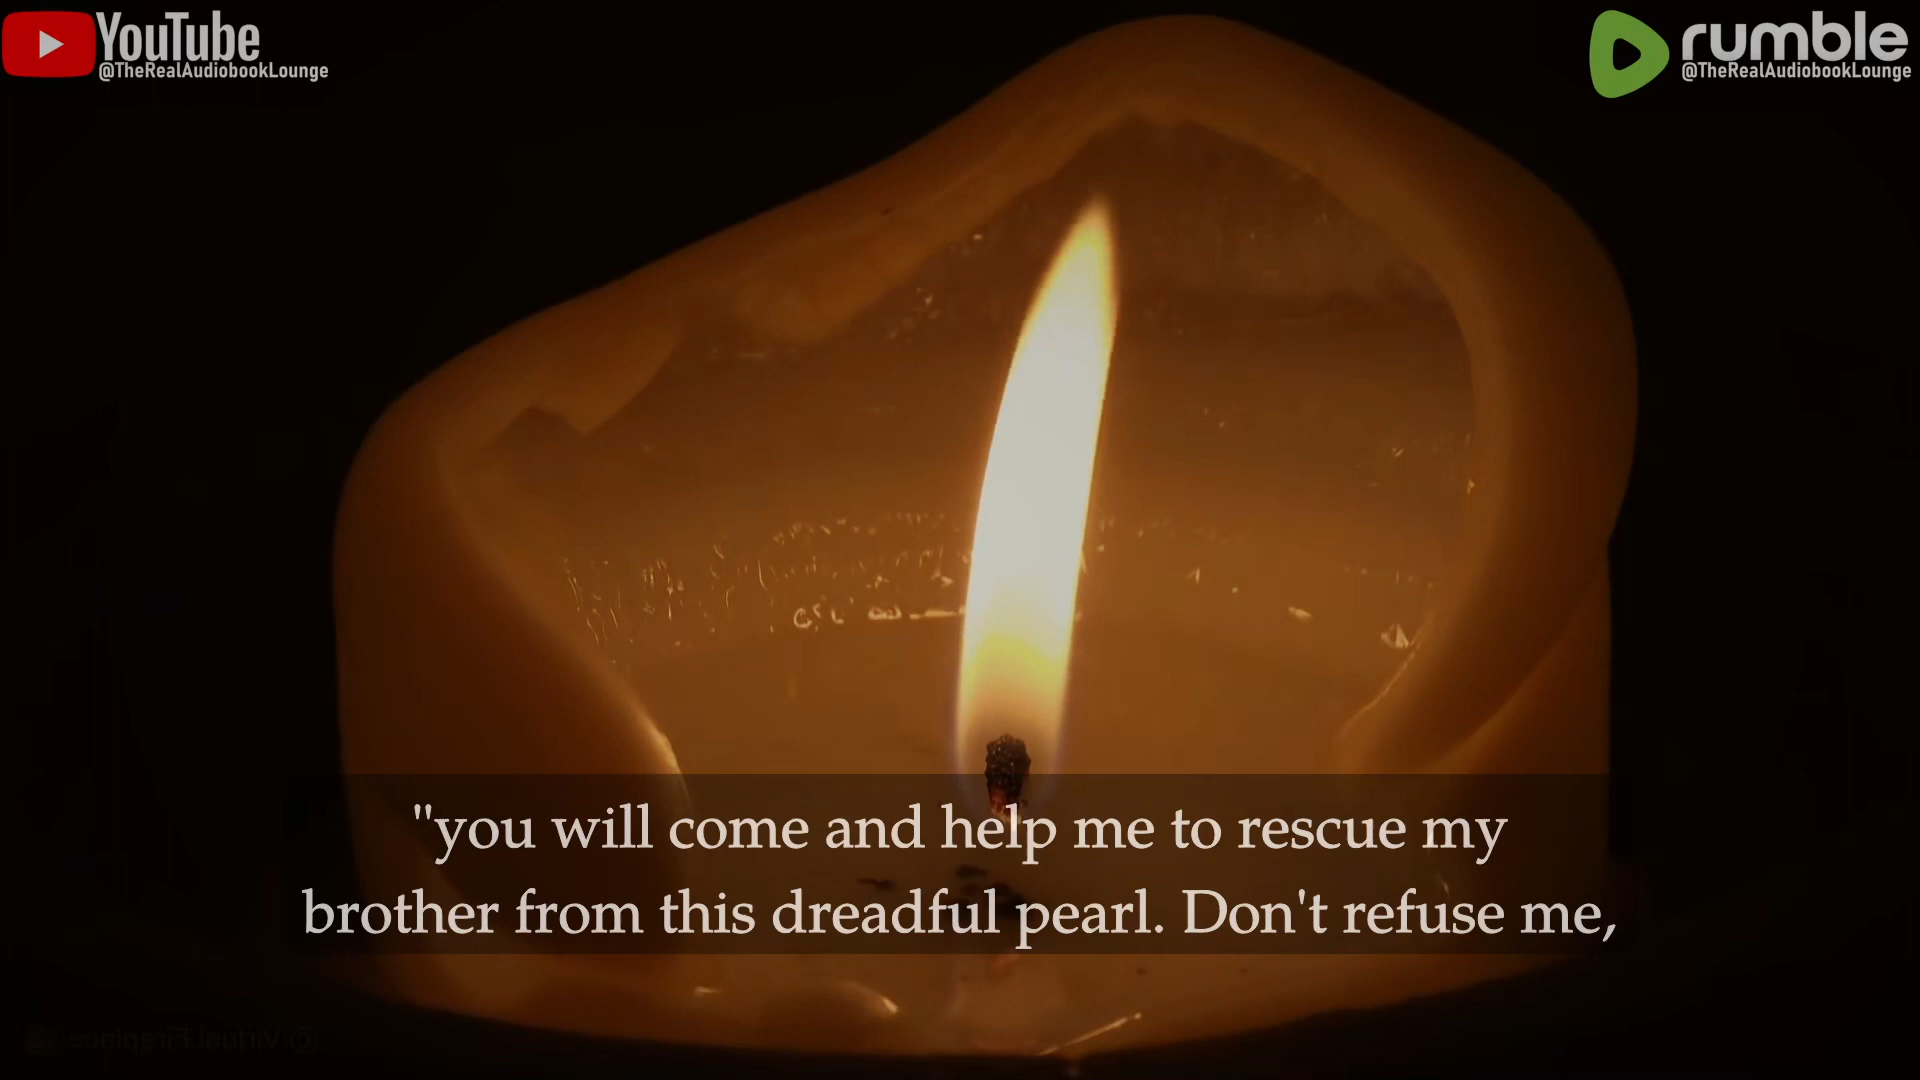 YouTube
@TheRealAudiobookLounge
rumble
@TheRealAudiobookLounge
"you will come and help me to rescue my
brother from this dreadful pearl. Don't refuse me,